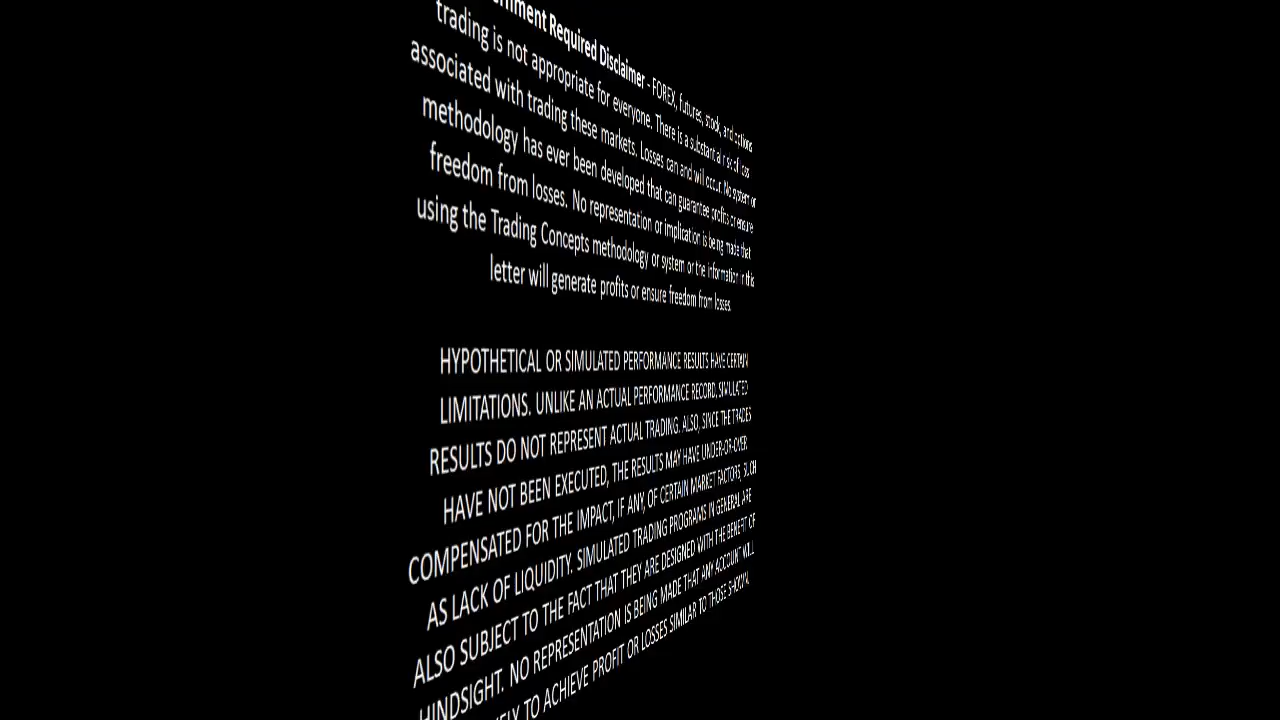 ernment Required Disclaimer - FOREX, futures, stock, and options
trading is not appropriate for everyone. There is a substantial risk of loss
associated with trading these markets. Losses can and will occur. No system or
methodology has ever been developed that can guarantee profits or ensure
freedom from losses. No representation or implication is being made that
using the Trading Concepts methodology or system or the information in this
letter will generate profits or ensure freedom from losses.
HYPOTHETICAL OR SIMULATED PERFORMANCE RESULTS HAVE CERTAIN
LIMITATIONS. UNLIKE AN ACTUAL PERFORMANCE RECORD, SIMULATED
RESULTS DO NOT REPRESENT ACTUAL TRADING. ALSO, SINCE THE TRADES
HAVE NOT BEEN EXECUTED, THE RESULTS MAY HAVE UNDER-OR-OVER
COMPENSATED FOR THE IMPACT, IF ANY, OF CERTAIN MARKET FACTORS, SUCH
AS LACK OF LIQUIDITY. SIMULATED TRADING PROGRAMS IN GENERAL ARE
ALSO SUBJECT TO THE FACT THAT THEY ARE DESIGNED WITH THE BENEFIT OF
HINDSIGHT. NO REPRESENTATION IS BEING MADE THAT ANY ACCOUNT WILL
ELY TO ACHIEVE PROFIT OR LOSSES SIMILAR TO THOSE SHOWN.